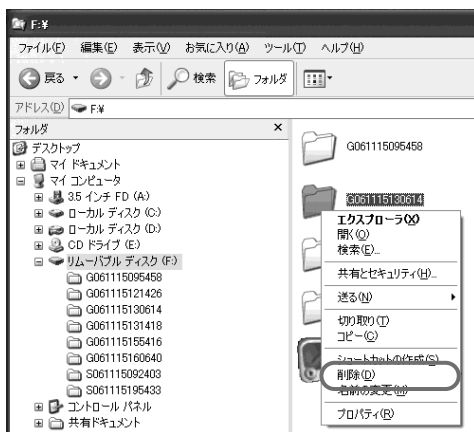 F:¥
ファイル(F) 編集(E) 表示(V) お気に入り(A) ツール(T) ヘルプ(H)
戻る 検索 フォルダ
アドレス(D) F:¥
フォルダ ×
デスクトップ
マイ ドキュメント
マイ コンピュータ
3.5 インチ FD (A:)
ローカル ディスク (C:)
ローカル ディスク (D:)
CD ドライブ (E:)
リムーバブル ディスク (F:)
G061115095458
G061115121426
G061115130614
G061115131418
G061115155416
G061115160640
S061115092403
S061115195433
コントロール パネル
共有ドキュメント
G061115095458
G061115130614
エクスプローラ(X)
開く(O)
検索(E)...
共有とセキュリティ(H)...
送る(N)
切り取り(T)
コピー(C)
ショートカットの作成(S)
削除(D)
名前の変更(M)
プロパティ(R)